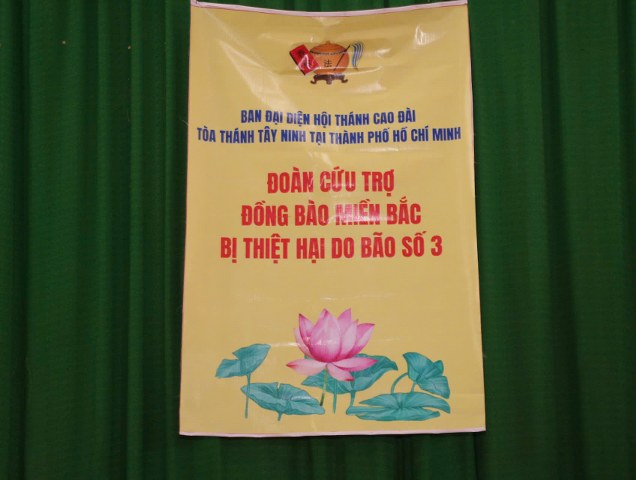 BAN ĐẠI DIỆN HỘI THÁNH CAO ĐÀI
TÒA THÁNH TÂY NINH TẠI THÀNH PHỐ HỒ CHÍ MINH
ĐOÀN CỨU TRỢ
ĐỒNG BÀO MIỀN BẮC
BỊ THIỆT HẠI DO BÃO SỐ 3